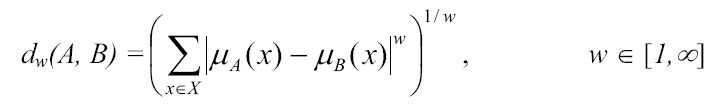 d_w(A, B) = ( ∑_{x∈X} |μ_A(x) − μ_B(x)|^w )^{1/w} , w ∈ [1,∞]